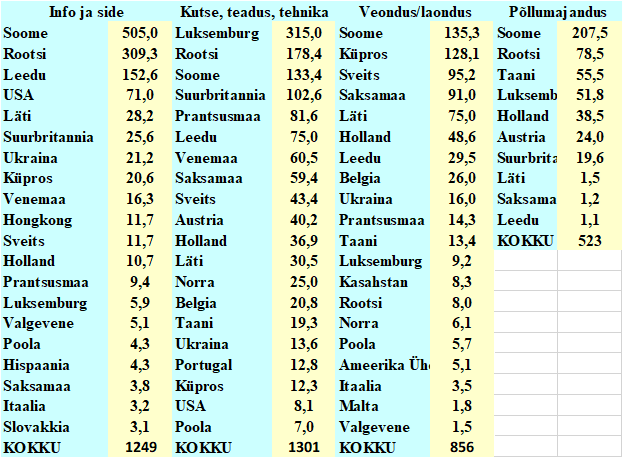 Info ja side Kutse, teadus, tehnika Veondus/laondus Põllumajandus
Soome 505,0 Luksemburg 315,0 Soome 135,3 Soome 207,5
Rootsi 309,3 Rootsi 178,4 Küpros 128,1 Rootsi 78,5
Leedu 152,6 Soome 133,4 Sveits 95,2 Taani 55,5
USA 71,0 Suurbritannia 102,6 Saksamaa 91,0 Luksemb 51,8
Läti 28,2 Prantsusmaa 81,6 Läti 75,0 Holland 38,5
Suurbritannia 25,6 Leedu 75,0 Holland 48,6 Austria 24,0
Ukraina 21,2 Venemaa 60,5 Leedu 29,5 Suurbrita 19,6
Küpros 20,6 Saksamaa 59,4 Belgia 26,0 Läti 1,5
Venemaa 16,3 Sveits 43,4 Ukraina 16,0 Saksama 1,2
Hongkong 11,7 Austria 40,2 Prantsusmaa 14,3 Leedu 1,1
Sveits 11,7 Holland 36,9 Taani 13,4 KOKKU 523
Holland 10,7 Läti 30,5 Luksemburg 9,2
Prantsusmaa 9,4 Norra 25,0 Kasahstan 8,3
Luksemburg 5,9 Belgia 20,8 Rootsi 8,0
Valgevene 5,1 Taani 19,3 Norra 6,1
Poola 4,3 Ukraina 13,6 Poola 5,7
Hispaania 4,3 Portugal 12,8 Ameerika Ühe 5,1
Saksamaa 3,8 Küpros 12,3 Itaalia 3,5
Itaalia 3,2 USA 8,1 Malta 1,8
Slovakkia 3,1 Poola 7,0 Valgevene 1,5
KOKKU 1249 KOKKU 1301 KOKKU 856